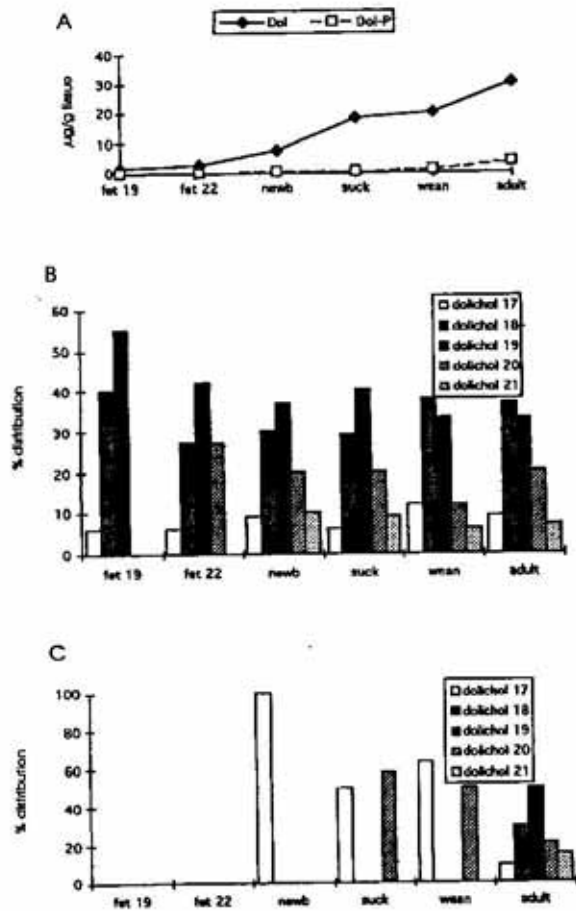 A
Dol Dol-P
µg/g tissuo
40
30
20
10
0
fet 19 fet 22 newb suck wean adult
B
60
50
40
30
20
10
0
% distribution
dolichol 17
dolichol 18
dolichol 19
dolichol 20
dolichol 21
fet 19 fet 22 newb suck wean adult
C
100
80
60
40
20
0
% distribution
dolichol 17
dolichol 18
dolichol 19
dolichol 20
dolichol 21
fet 19 fet 22 newb suck wean adult